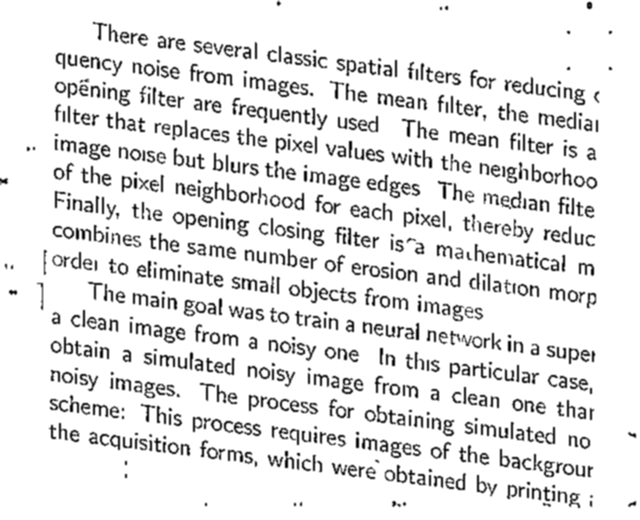 There are several classic spatial filters for reducing
quency noise from images. The mean filter, the
opening filter are frequently used The mean filter is a
filter that replaces the pixel values with the neighborhoo
image noise but blurs the image edges The median filte
of the pixel neighborhood for each pixel, thereby reduc
Finally, the opening closing filter is a mathematical m
combines the same number of erosion and dilation morp
order to eliminate small objects from images
The main goal was to train a neural network in a
a clean image from a noisy one In this particular case,
obtain a simulated noisy image from a clean one
noisy images. The process for obtaining simulated no
scheme: This process requires images of the
the acquisition forms, which were obtained by printing